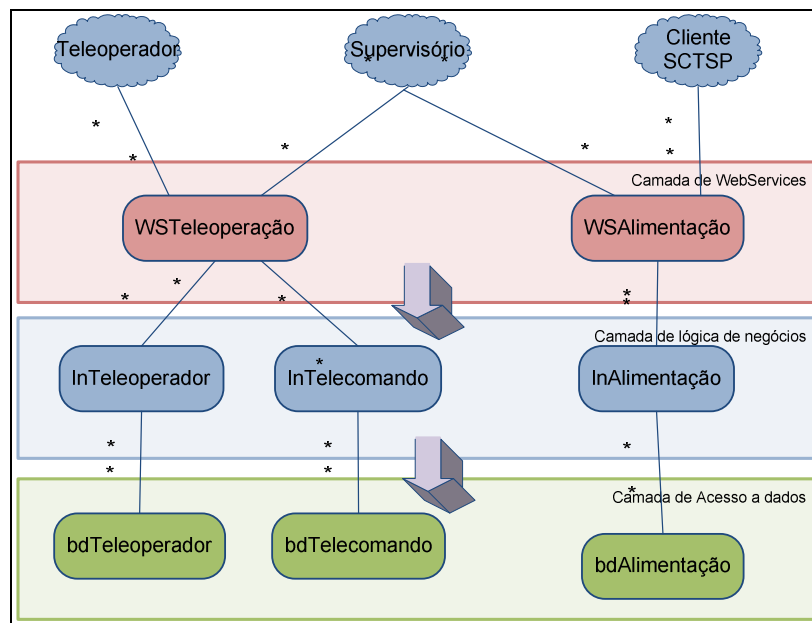 Teleoperador
Supervisório
Cliente
SCTSP
* *
*
*
*
*
*
*
Camada de WebServices
WSTeleoperação
WSAlimentação
*
*
*
*
*
Camada de lógica de negócios
lnTeleoperador
lnTelecomando
lnAlimentação
*
*
*
*
*
*
*
*
Camada de Acesso a dados
bdTeleoperador
bdTelecomando
bdAlimentação